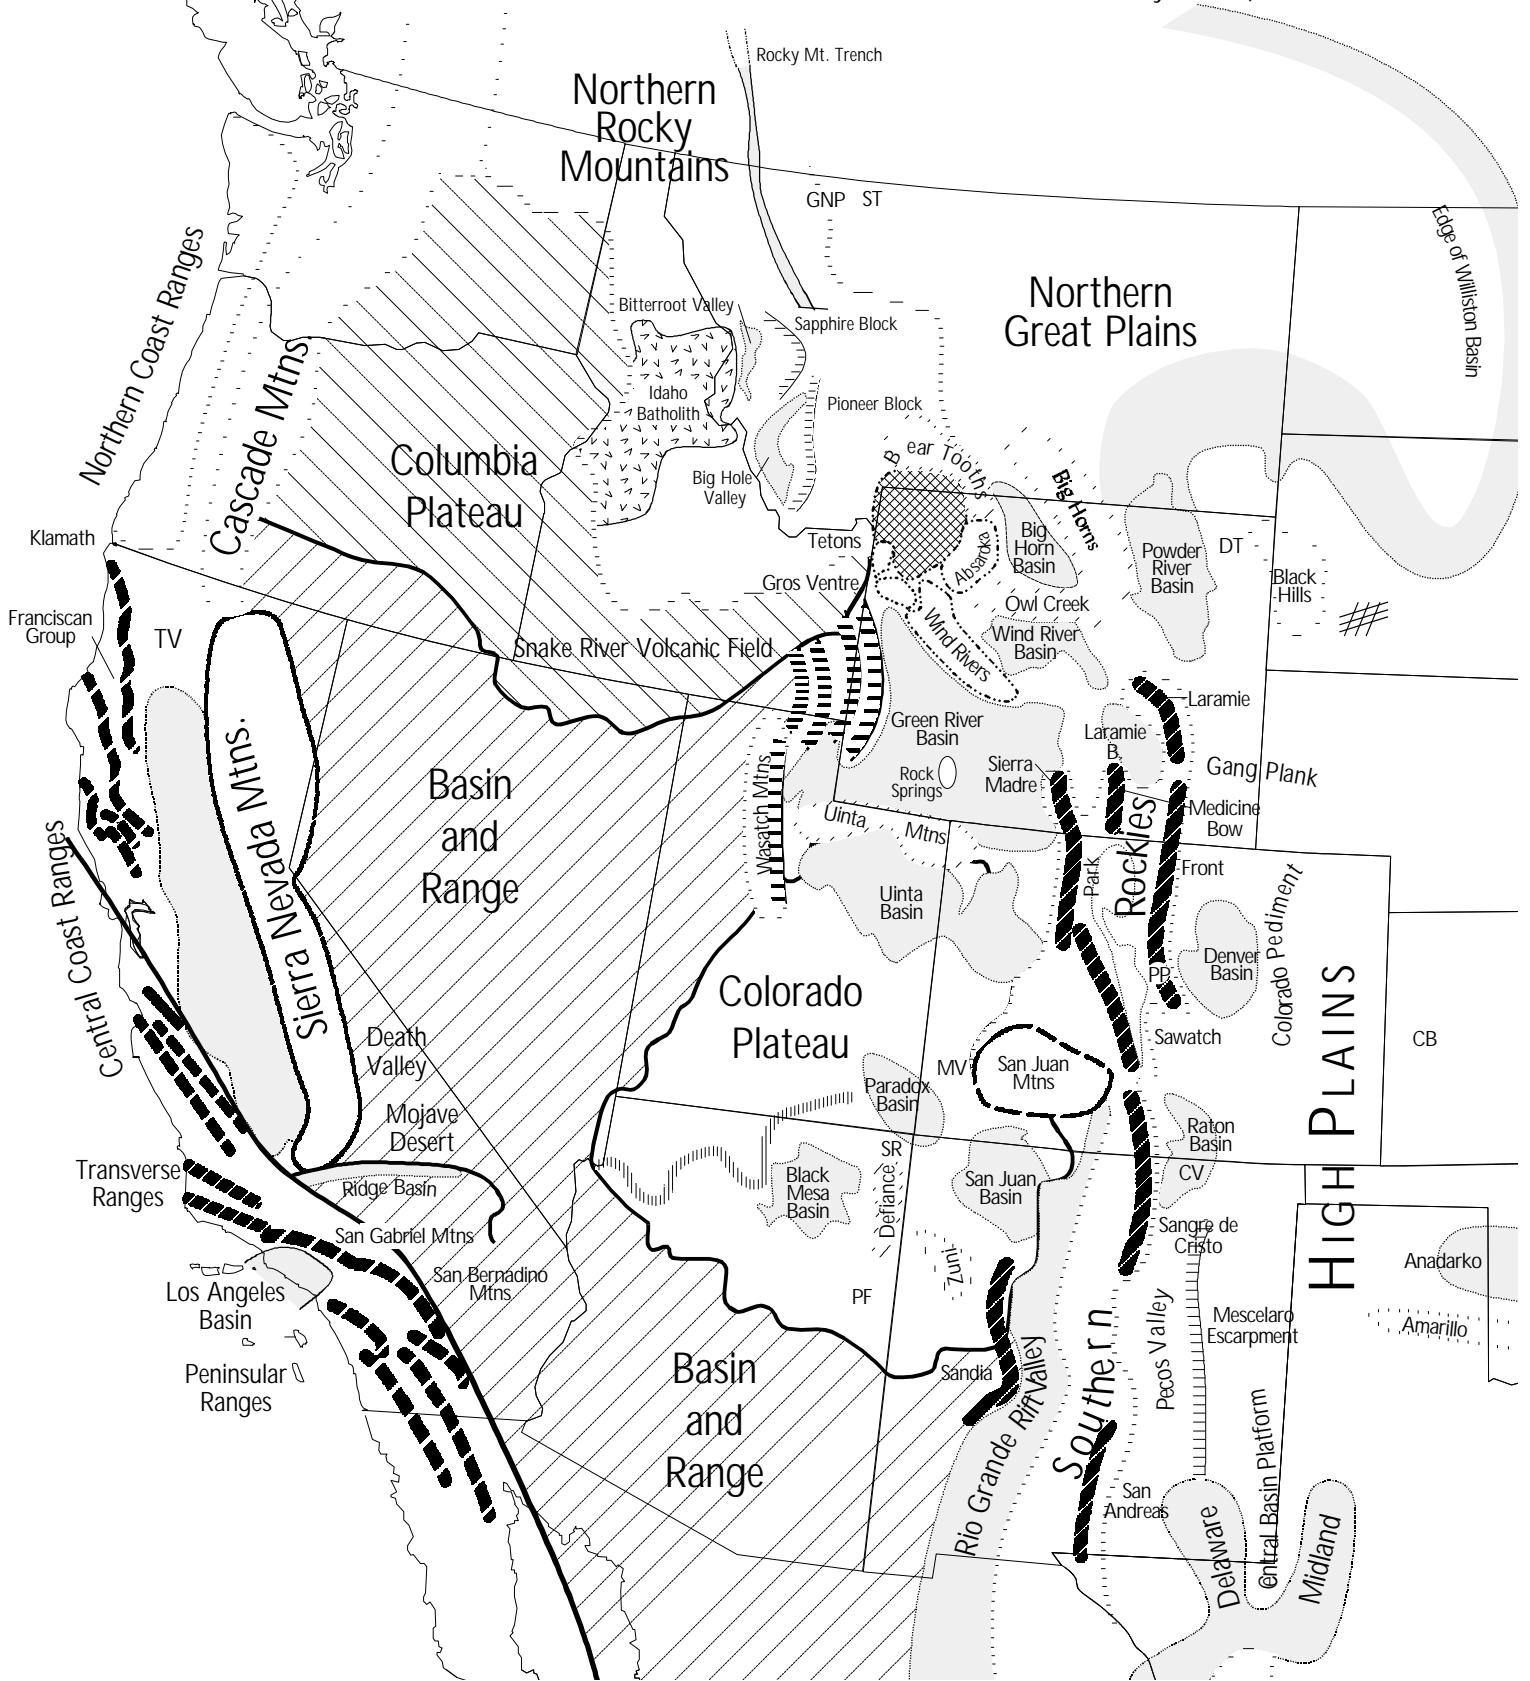 Rocky Mt. Trench
Northern
Rocky
Mountains
GNP ST
Edge of Williston Basin
Northern Coast Ranges
Northern
Great Plains
Bitterroot Valley
Sapphire Block
Cascade Mtns
Idaho
Batholith
Pioneer Block
Columbia
Plateau
Bear Tooths
Big Hole
Valley
Big Horns
Klamath
Tetons
Absaroka
Big
Horn
Basin
Powder
River
Basin
DT
Black
Hills
Gros Ventre
Owl Creek
Franciscan
Group
TV
Snake River Volcanic Field
Wind Rivers
Wind River
Basin
Laramie
Green River
Basin
Laramie
B.
Sierra Nevada Mtns.
Basin
and
Range
Wasatch Mtns
Rock
Springs
Sierra
Madre
Gang Plank
Medicine
Bow
Uinta Mtns
Rockies
Park
Front
Central Coast Ranges
Uinta
Basin
Colorado Pediment
Denver
Basin
PP
Colorado
Plateau
HIGH PLAINS
Death
Valley
Sawatch
CB
MV
San Juan
Mtns
Paradox
Basin
Mojave
Desert
Raton
Basin
SR
CV
Transverse
Ranges
Ridge Basin
Black
Mesa
Basin
Defiance
San Juan
Basin
Sangre de
Cristo
San Gabriel Mtns
Zuni
Anadarko
San Bernadino
Mtns
Los Angeles
Basin
PF
Pecos Valley
Mescelaro
Escarpment
Amarillo
Peninsular
Ranges
Basin
and
Range
Sandia
Rio Grande Rift Valley
Southern
San
Andreas
Central Basin Platform
Delaware
Midland